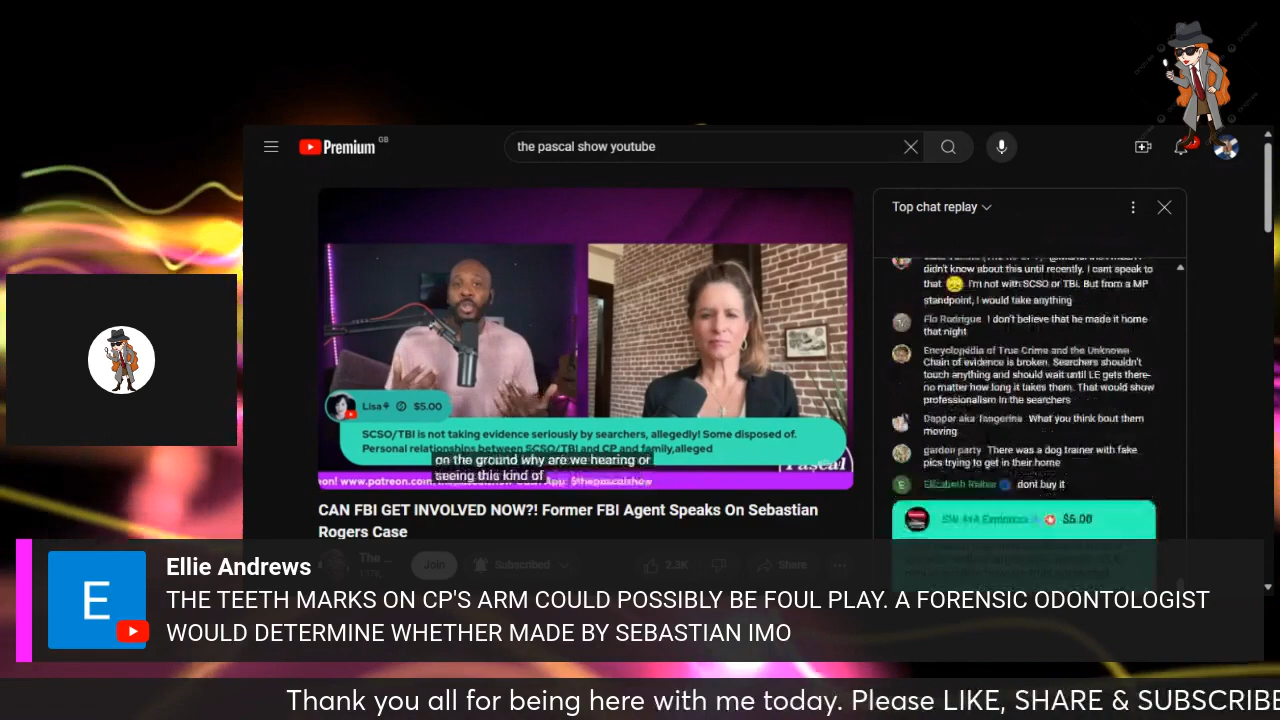 Premium GB
the pascal show youtube
Top chat replay
didn't know about this until recently. I cant speak to
that I'm not with SCSO or TBI. But from a MP
standpoint, I would take anything
Flo Rodrigue I don't believe that he made it home
that night
Encyclopedia of True Crime and the Unknown
Chain of evidence is broken. Searchers shouldn't
touch anything and should wait until LE gets there-
no matter how long it takes them. That would show
professionalism in the searchers
Dapper aka Tangerine What you think bout them
moving
garden party There was a dog trainer with fake
pics trying to get in their home
dont buy it
$5.00
Lisa $5.00
SCSO/TBI is not taking evidence seriously by searchers, allegedly! Some disposed of.
Personal relationships between SCSO/TBI and CP and family,alleged
on the ground why are we hearing or
seeing this kind of
Pascal
on! www.patreon.com
CAN FBI GET INVOLVED NOW?! Former FBI Agent Speaks On Sebastian
Rogers Case
The ...
Join
Subscribed
2.3K
Share
Ellie Andrews
E
THE TEETH MARKS ON CP'S ARM COULD POSSIBLY BE FOUL PLAY. A FORENSIC ODONTOLOGIST
WOULD DETERMINE WHETHER MADE BY SEBASTIAN IMO
Thank you all for being here with me today. Please LIKE, SHARE & SUBSCRIBE